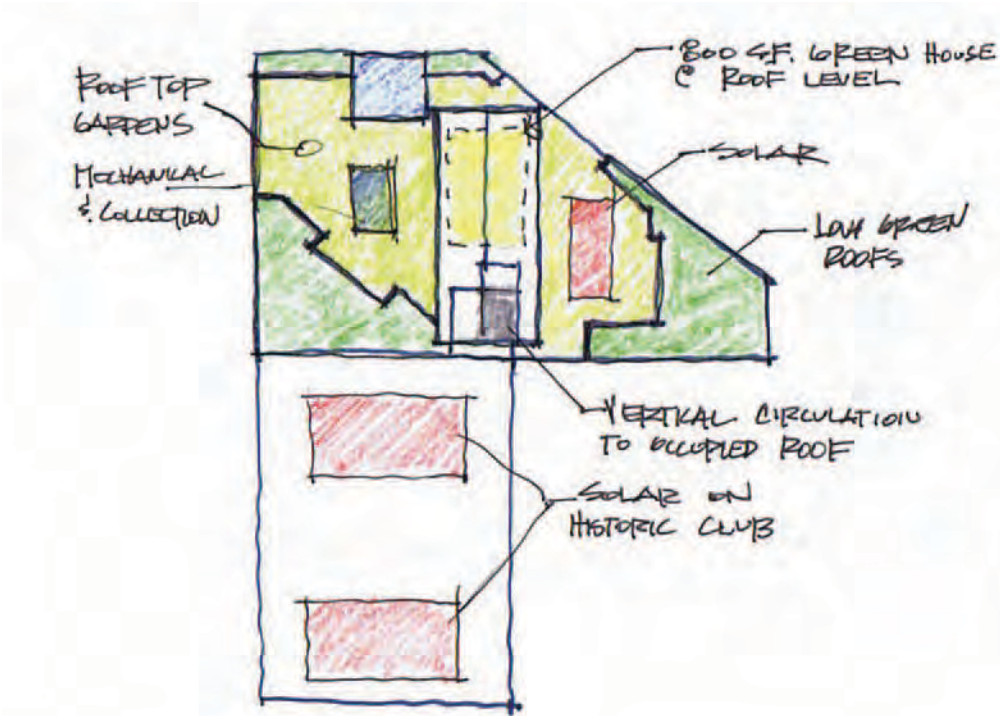 ROOF TOP
GARDENS
MECHANICAL
& COLLECTION
800 S.F. GREEN HOUSE
@ ROOF LEVEL
SOLAR
LOW GREEN
ROOFS
VERTICAL CIRCULATION
TO OCCUPIED ROOF
SOLAR ON
HISTORIC CLUB